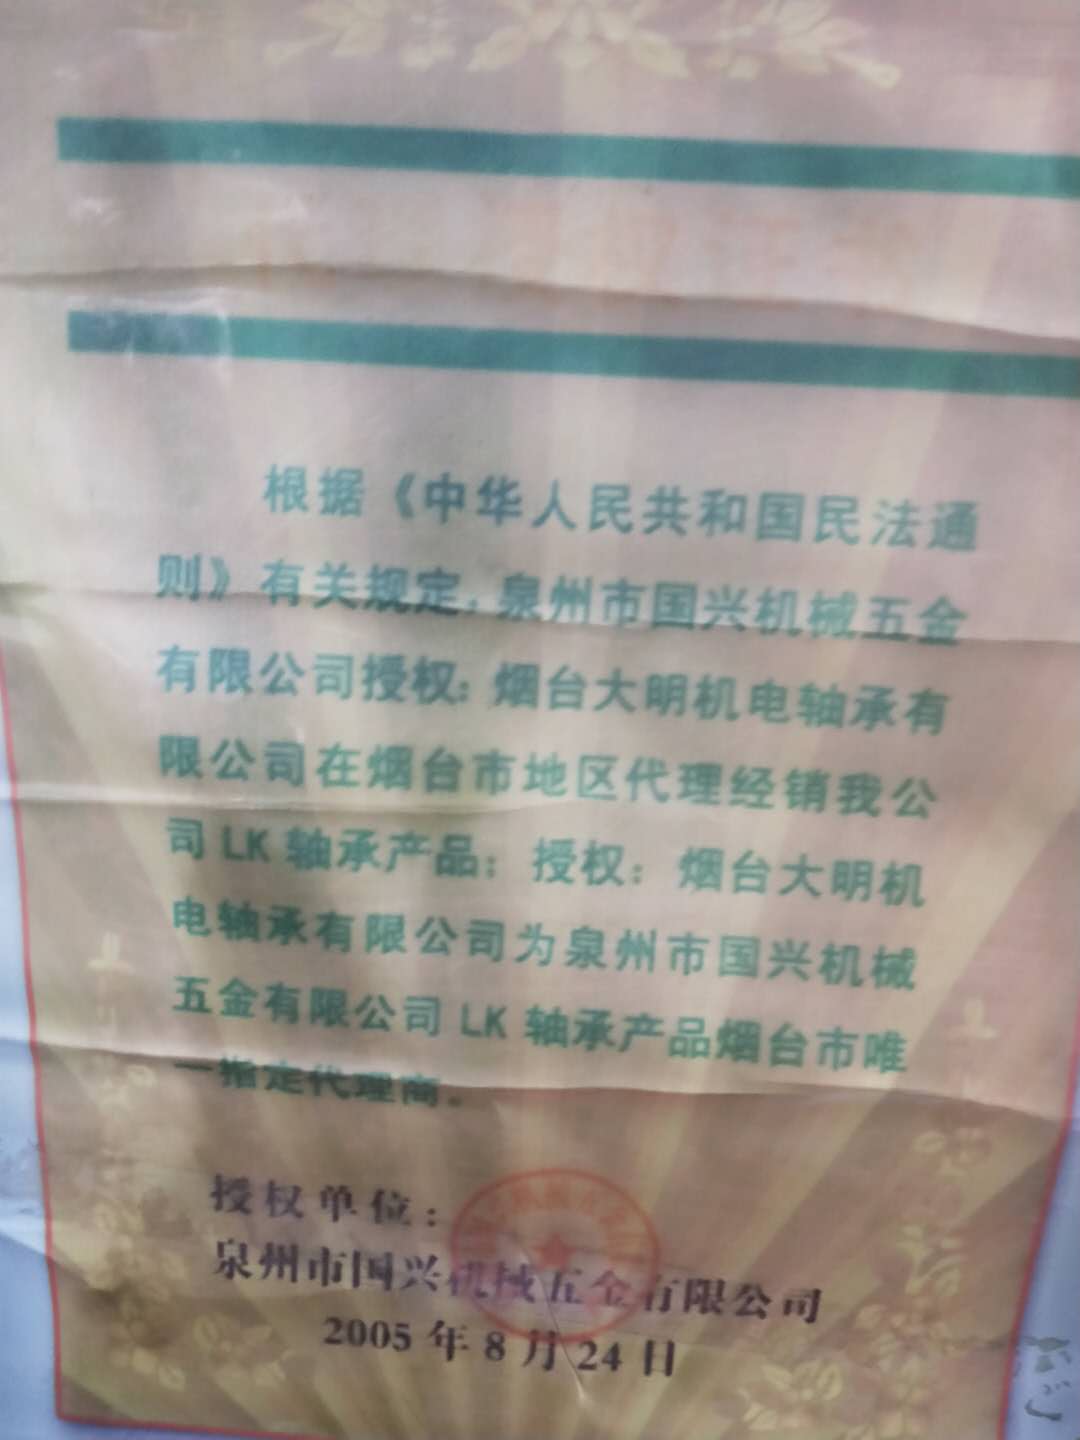 根据《中华人民共和国民法通
则》有关规定，泉州市国兴机械五金
有限公司授权：烟台大明机电轴承有
限公司在烟台市地区代理经销我公
司 LK 轴承产品；授权：烟台大明机
电轴承有限公司为泉州市国兴机械
五金有限公司 LK 轴承产品烟台市唯
一指定代理商。
授权单位：
泉州市国兴机械五金有限公司
2005 年 8 月 24 日